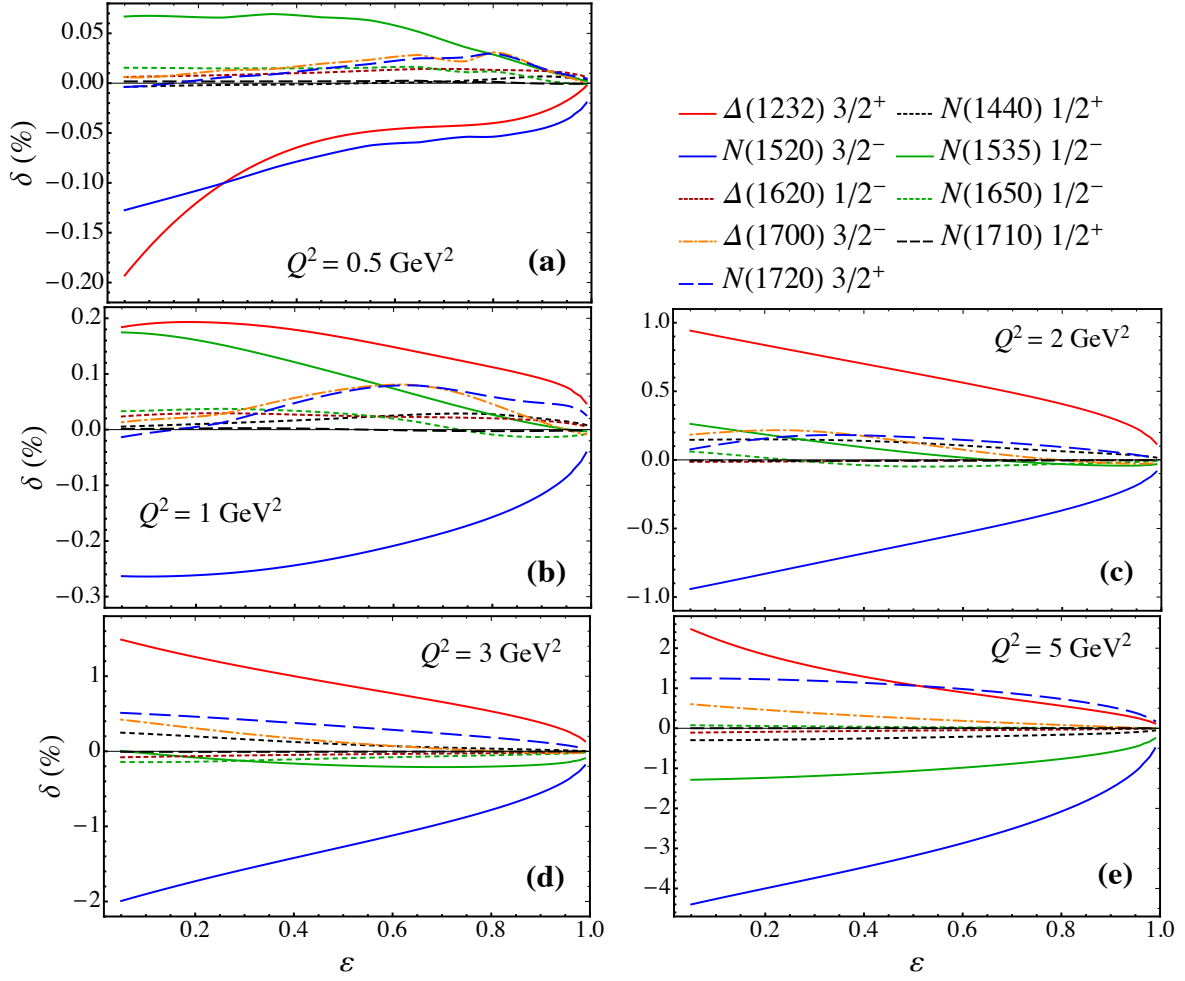 0.05
0.00
−0.05
−0.10
−0.15
−0.20
δ (%)
Q² = 0.5 GeV²
(a)
Δ(1232) 3/2⁺ N(1440) 1/2⁺
N(1520) 3/2⁻ N(1535) 1/2⁻
Δ(1620) 1/2⁻ N(1650) 1/2⁻
Δ(1700) 3/2⁻ N(1710) 1/2⁺
N(1720) 3/2⁺
0.2
0.1
0.0
−0.1
−0.2
−0.3
δ (%)
Q² = 1 GeV²
(b)
1.0
0.5
0.0
−0.5
−1.0
Q² = 2 GeV²
(c)
1
0
−1
−2
δ (%)
Q² = 3 GeV²
(d)
0.2 0.4 0.6 0.8 1.0
ε
2
1
0
−1
−2
−3
−4
Q² = 5 GeV²
(e)
0.2 0.4 0.6 0.8 1.0
ε